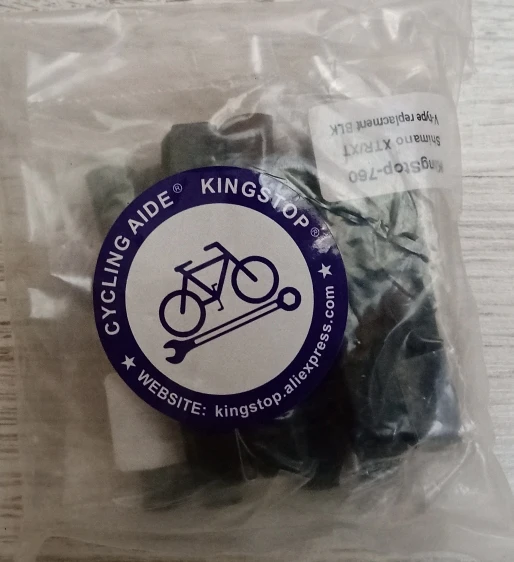 CYCLING AIDE® KINGSTOP®
WEBSITE: kingstop.aliexpress.com
KingStop-760
Shimano XTR/XT
V-type replacment BLK